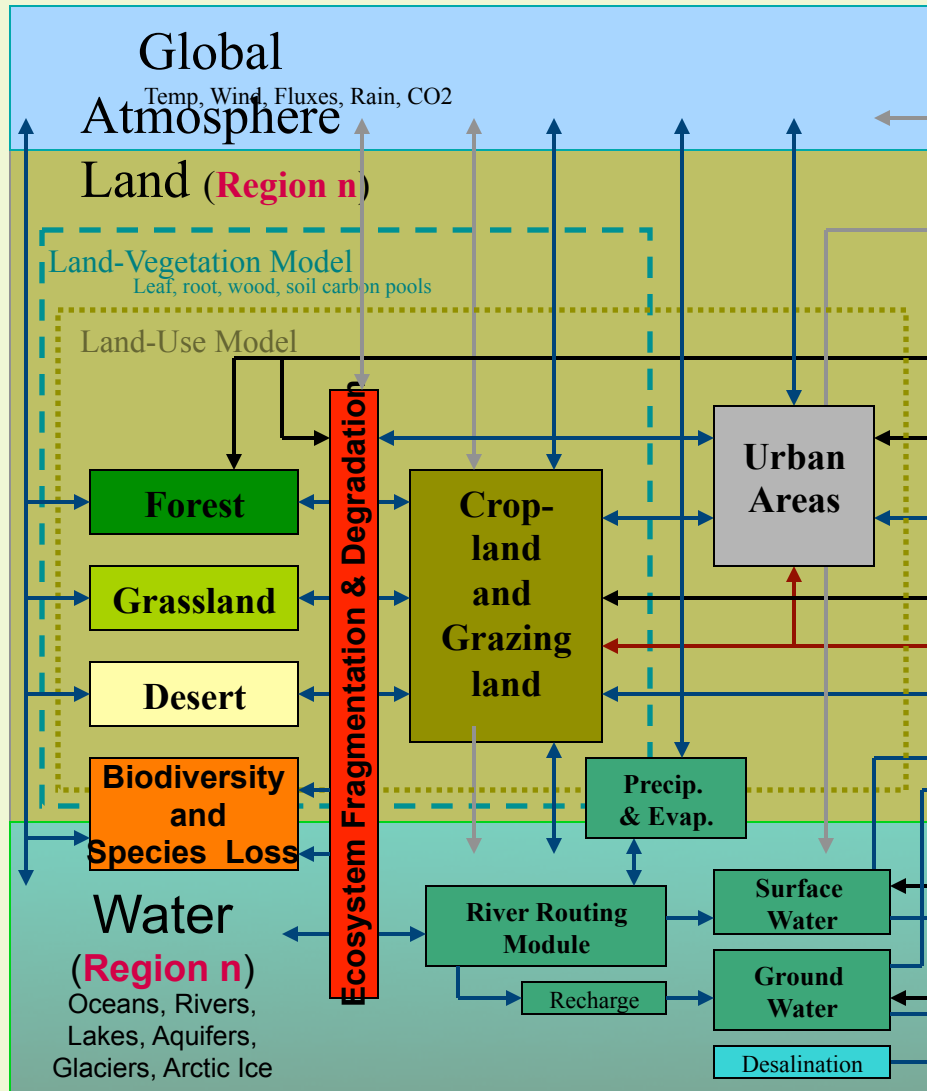 Global
Temp, Wind, Fluxes, Rain, CO2
Atmosphere
Land (Region n)
Land-Vegetation Model
Leaf, root, wood, soil carbon pools
Land-Use Model
Ecosystem Fragmentation & Degradation
Forest
Grassland
Desert
Biodiversity
and
Species Loss
Crop-
land
and
Grazing
land
Urban
Areas
Precip.
& Evap.
Water
(Region n)
Oceans, Rivers,
Lakes, Aquifers,
Glaciers, Arctic Ice
River Routing
Module
Recharge
Surface
Water
Ground
Water
Desalination